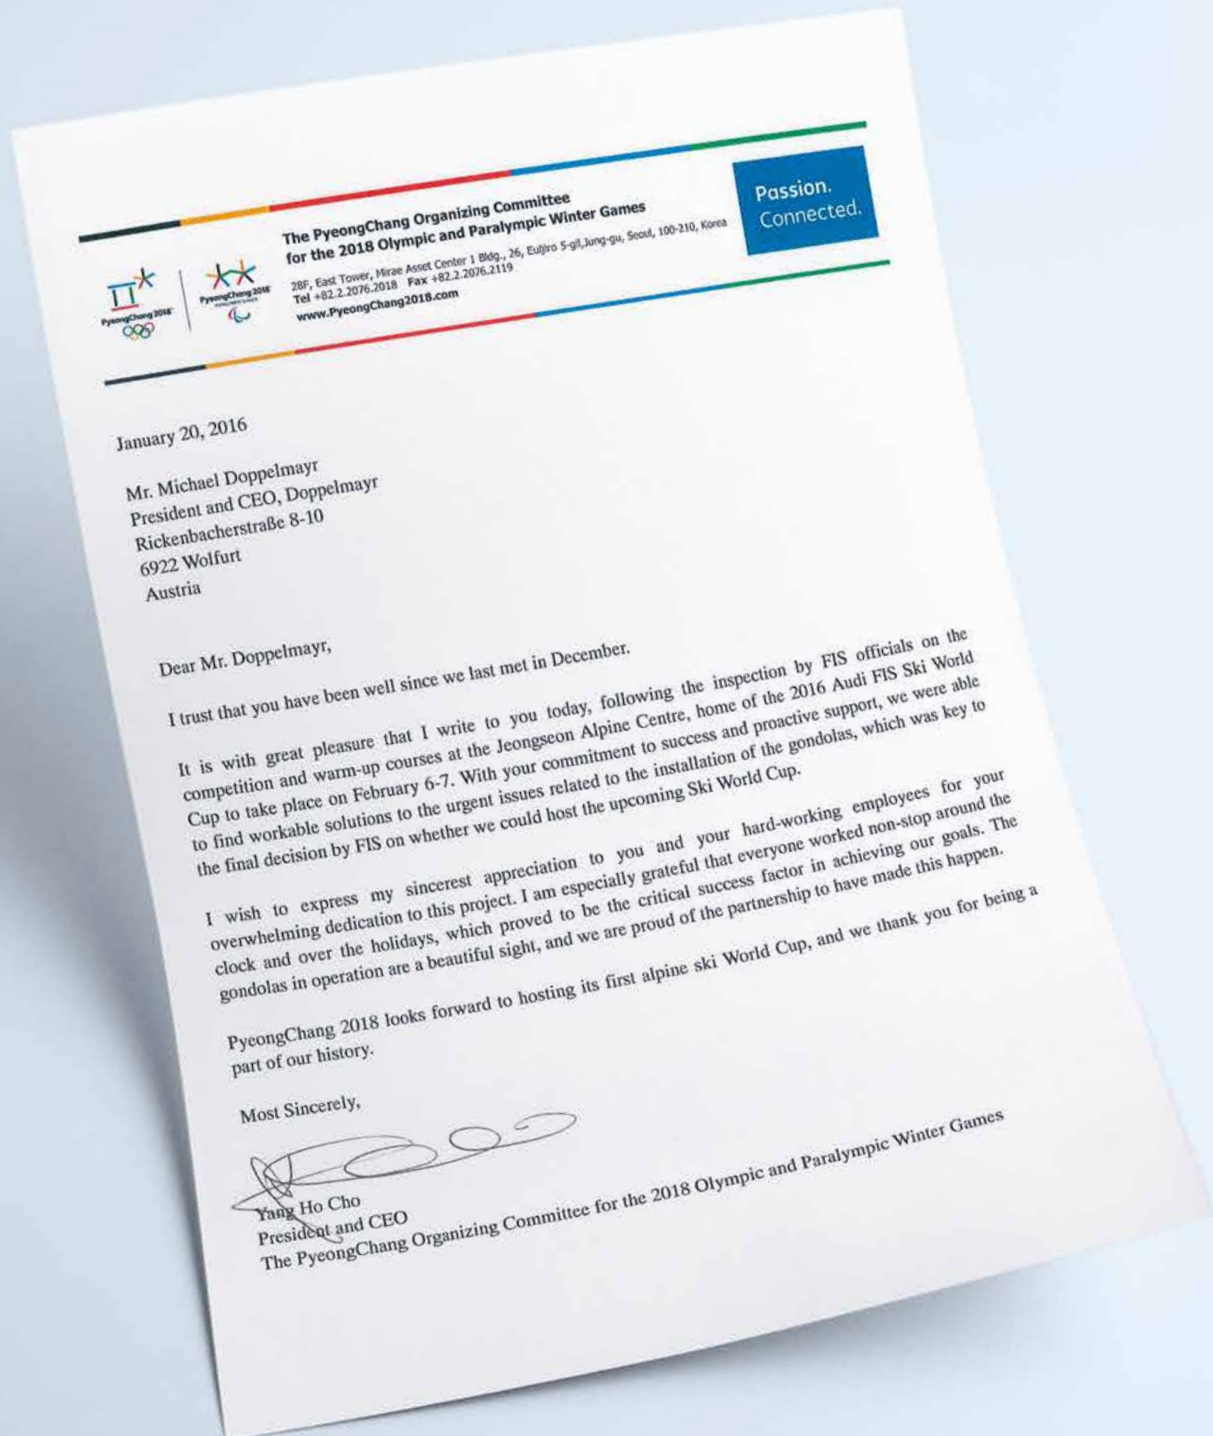 The PyeongChang Organizing Committee
for the 2018 Olympic and Paralympic Winter Games
28F, East Tower, Mirae Asset Center 1 Bldg., 26, Euljiro 5-gil,Jung-gu, Seoul, 100-210, Korea
Tel +82.2.2076.2018 Fax +82.2.2076.2119
www.PyeongChang2018.com
PyeongChang 2018
PyeongChang 2018
Passion.
Connected.
January 20, 2016
Mr. Michael Doppelmayr
President and CEO, Doppelmayr
Rickenbacherstraße 8-10
6922 Wolfurt
Austria
Dear Mr. Doppelmayr,
I trust that you have been well since we last met in December.
It is with great pleasure that I write to you today, following the inspection by FIS officials on the
competition and warm-up courses at the Jeongseon Alpine Centre, home of the 2016 Audi FIS Ski World
Cup to take place on February 6-7. With your commitment to success and proactive support, we were able
to find workable solutions to the urgent issues related to the installation of the gondolas, which was key to
the final decision by FIS on whether we could host the upcoming Ski World Cup.
I wish to express my sincerest appreciation to you and your hard-working employees for your
overwhelming dedication to this project. I am especially grateful that everyone worked non-stop around the
clock and over the holidays, which proved to be the critical success factor in achieving our goals. The
gondolas in operation are a beautiful sight, and we are proud of the partnership to have made this happen.
PyeongChang 2018 looks forward to hosting its first alpine ski World Cup, and we thank you for being a
part of our history.
Most Sincerely,
Yang Ho Cho
President and CEO
The PyeongChang Organizing Committee for the 2018 Olympic and Paralympic Winter Games